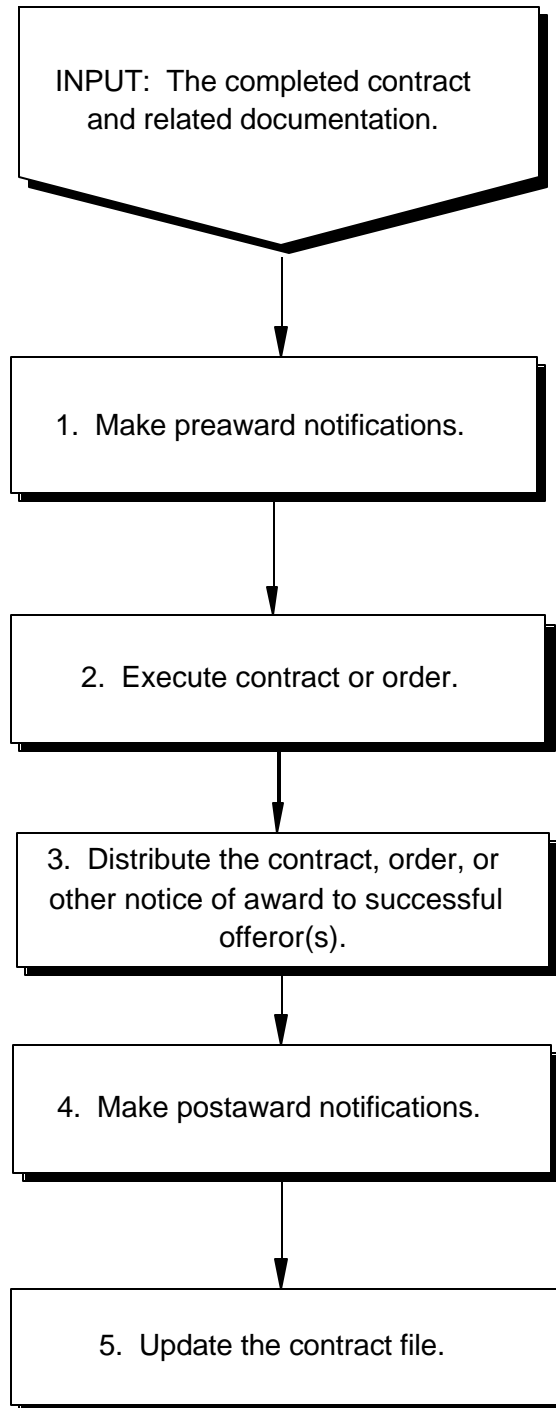 INPUT:  The completed contract
and related documentation.
1.  Make preaward notifications.
2.  Execute contract or order.
3.  Distribute the contract, order, or
other notice of award to successful
offeror(s).
4.  Make postaward notifications.
5.  Update the contract file.